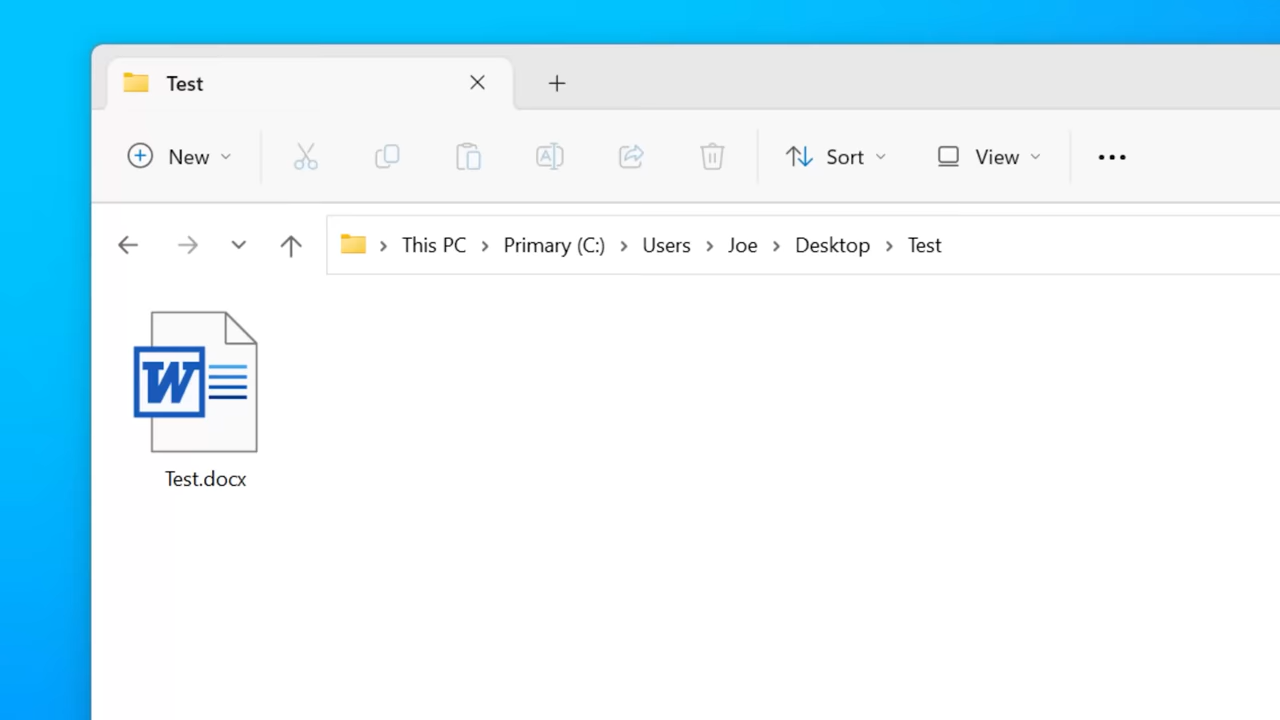 Test
New Sort View
This PC > Primary (C:) > Users > Joe > Desktop > Test
W
Test.docx